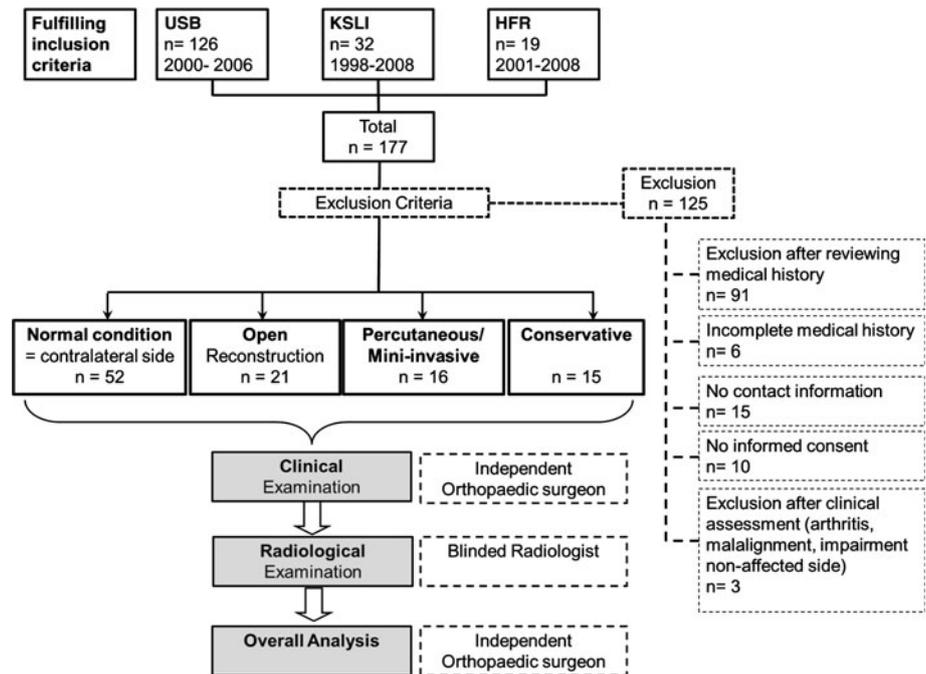 Fulfilling
inclusion
criteria
USB
n= 126
2000- 2006
KSLI
n= 32
1998-2008
HFR
n= 19
2001-2008
Total
n = 177
Exclusion Criteria
Exclusion
n = 125
Exclusion after reviewing
medical history
n= 91
Incomplete medical history
n= 6
No contact information
n= 15
No informed consent
n= 10
Exclusion after clinical
assessment (arthritis,
malalignment, impairment
non-affected side)
n= 3
Normal condition
= contralateral side
n = 52
Open
Reconstruction
n = 21
Percutaneous/
Mini-invasive
n = 16
Conservative
n = 15
Clinical
Examination
Independent
Orthopaedic surgeon
Radiological
Examination
Blinded Radiologist
Overall Analysis
Independent
Orthopaedic surgeon